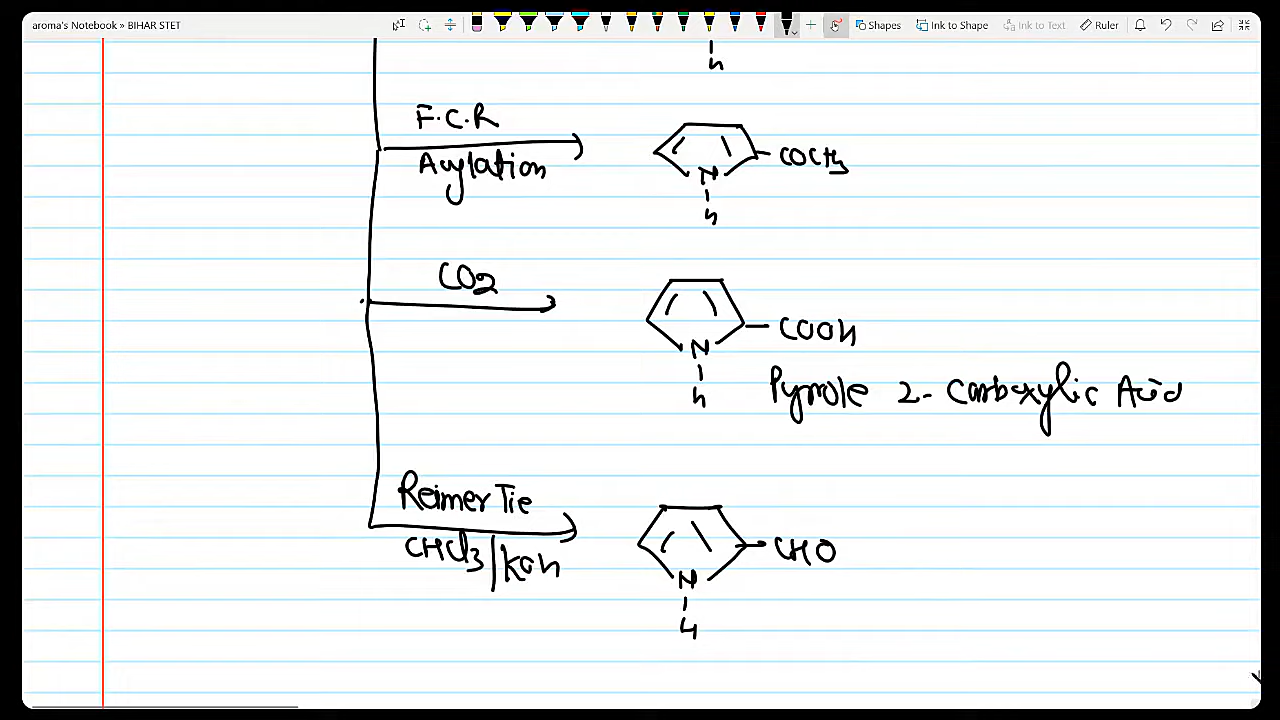 aroma's Notebook » BIHAR STET
Shapes
Ink to Shape
Ink to Text
Ruler
h
F.C.R
Acylation
COCH3
N
h
CO2
COOH
N
h
Pyrrole 2- Carboxylic Acid
Reimer Tie
CHCl3/KOH
CHO
N
H